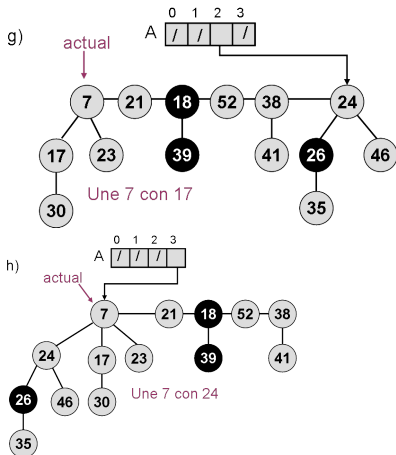 g)
0 1 2 3
A / / /
actual
7 21 18 52 38 24
17 23 39 41 26 46
30 35
Une 7 con 17
h)
0 1 2 3
A / / /
actual
7 21 18 52 38
24 17 23 39 41
26 46 30
Une 7 con 24
35